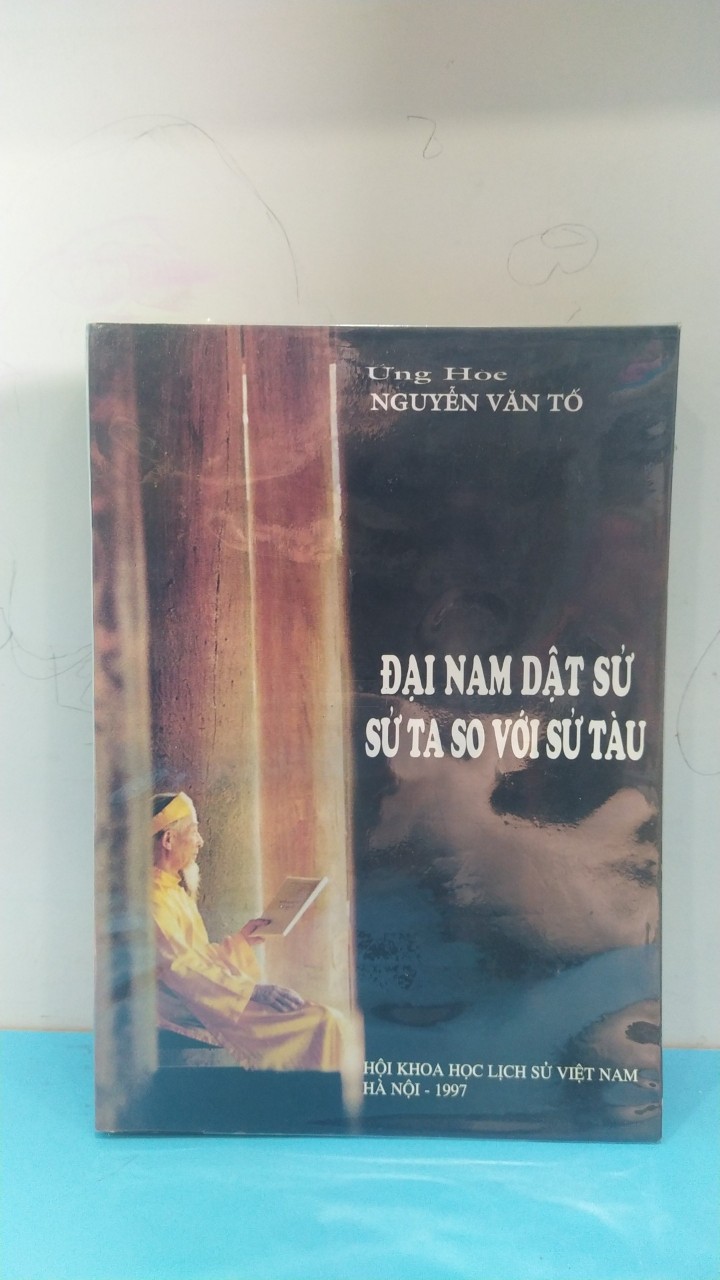 Ứng Hòe
NGUYỄN VĂN TỐ
ĐẠI NAM DẬT SỬ
SỬ TA SO VỚI SỬ TÀU
HỘI KHOA HỌC LỊCH SỬ VIỆT NAM
HÀ NỘI - 1997